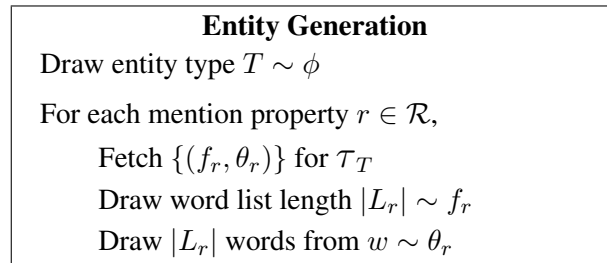 Entity Generation
Draw entity type T ∼ ϕ
For each mention property r ∈ ℛ,
Fetch {(f_r, θ_r)} for τ_T
Draw word list length |L_r| ∼ f_r
Draw |L_r| words from w ∼ θ_r